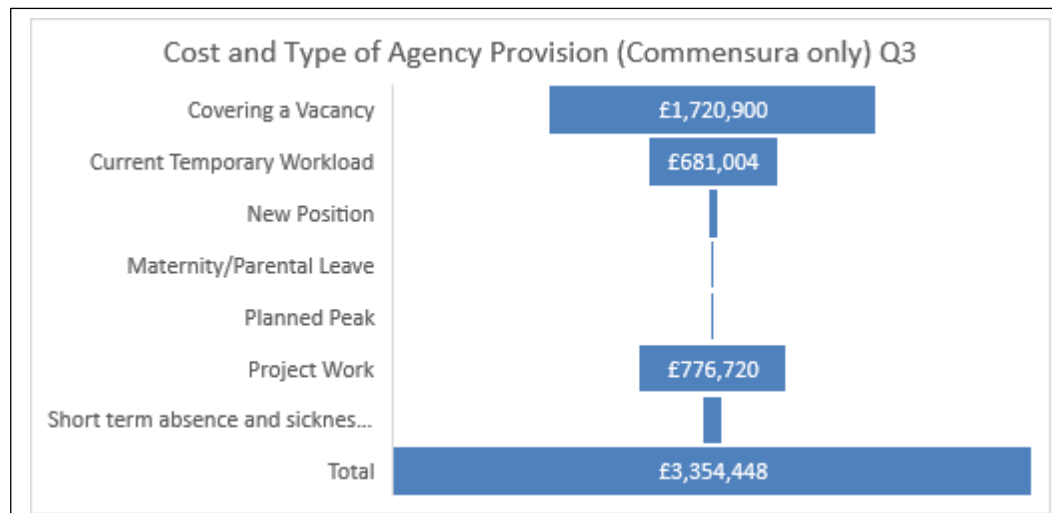 Cost and Type of Agency Provision (Commensura only) Q3
Covering a Vacancy £1,720,900
Current Temporary Workload £681,004
New Position
Maternity/Parental Leave
Planned Peak
Project Work £776,720
Short term absence and sicknes...
Total £3,354,448